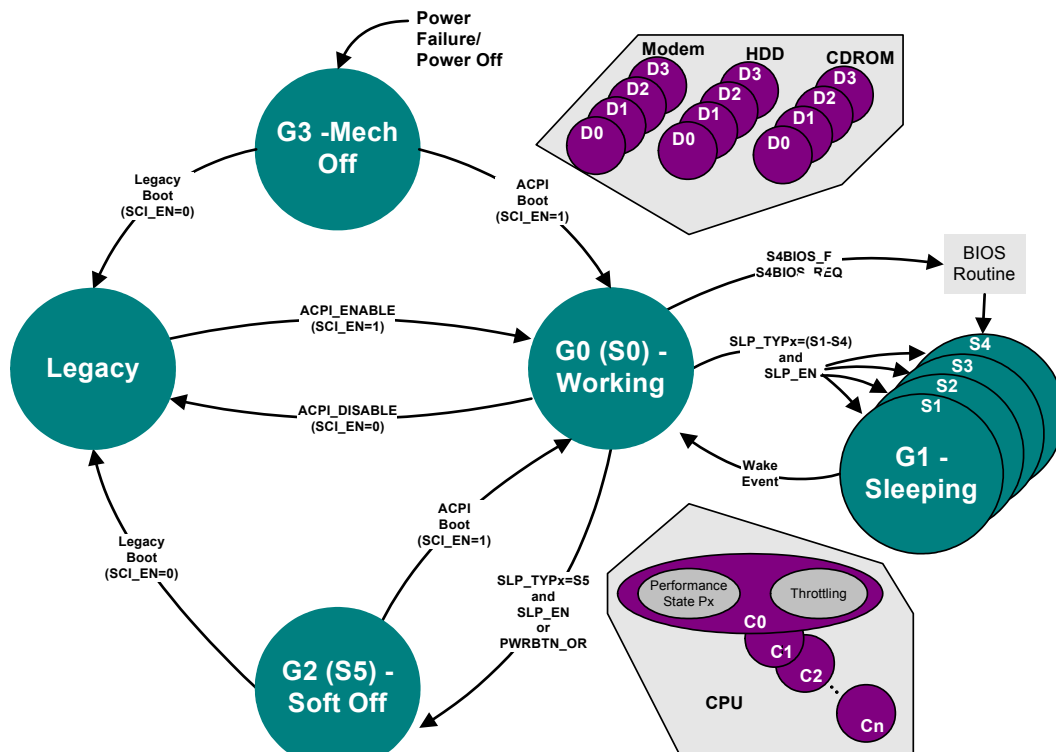 Power
Failure/
Power Off
Modem
HDD
CDROM
D3
D2
D1
D0
D3
D2
D1
D0
D3
D2
D1
D0
G3 -Mech
Off
Legacy
Boot
(SCI_EN=0)
ACPI
Boot
(SCI_EN=1)
S4BIOS_F
S4BIOS_REQ
BIOS
Routine
ACPI_ENABLE
(SCI_EN=1)
Legacy
G0 (S0) -
Working
SLP_TYPx=(S1-S4)
and
SLP_EN
S4
S3
S2
S1
G1 -
Sleeping
ACPI_DISABLE
(SCI_EN=0)
Wake
Event
Legacy
Boot
(SCI_EN=0)
ACPI
Boot
(SCI_EN=1)
SLP_TYPx=S5
and
SLP_EN
or
PWRBTN_OR
G2 (S5) -
Soft Off
Performance
State Px
Throttling
C0
C1
C2
Cn
CPU